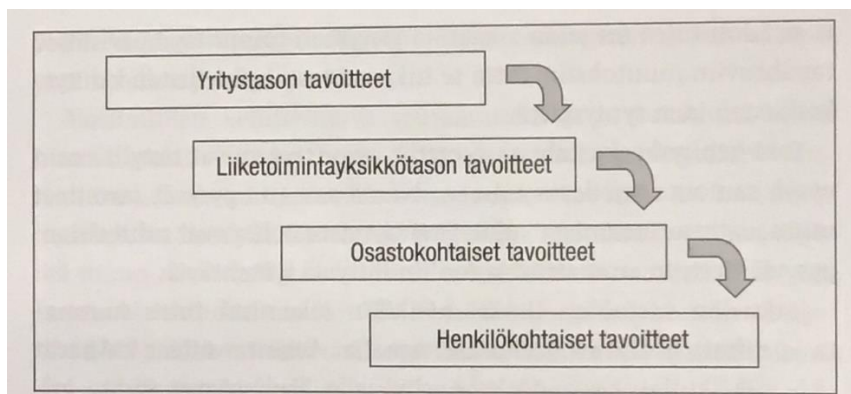 Yritystason tavoitteet
Liiketoimintayksikkötason tavoitteet
Osastokohtaiset tavoitteet
Henkilökohtaiset tavoitteet